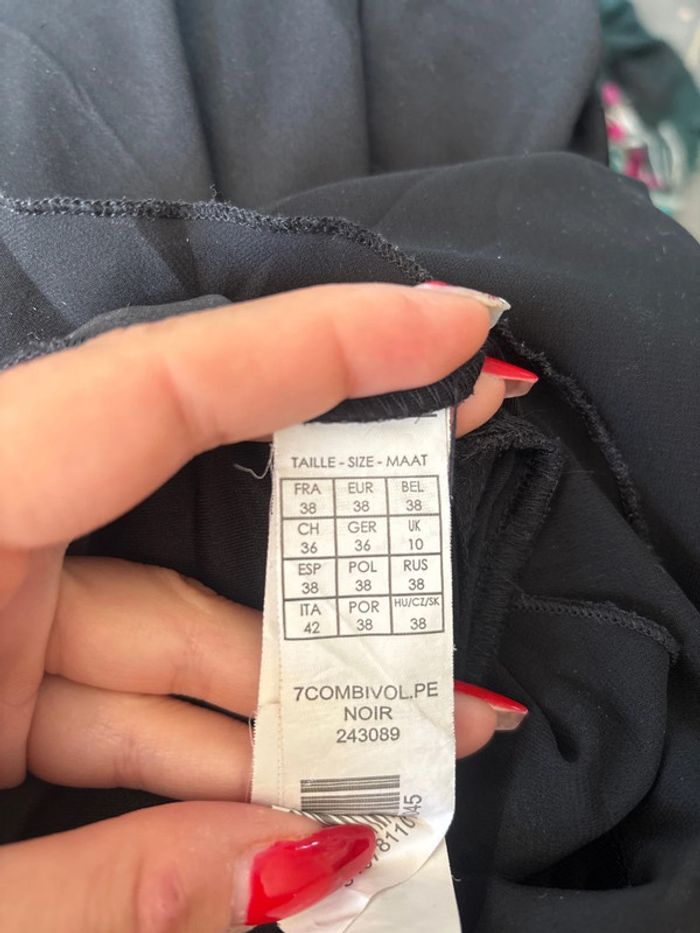 TAILLE - SIZE - MAAT
FRA EUR BEL
38 38 38
CH GER UK
36 36 10
ESP POL RUS
38 38 38
ITA POR HU/CZ/SK
42 38 38
7COMBIVOL.PE
NOIR
243089